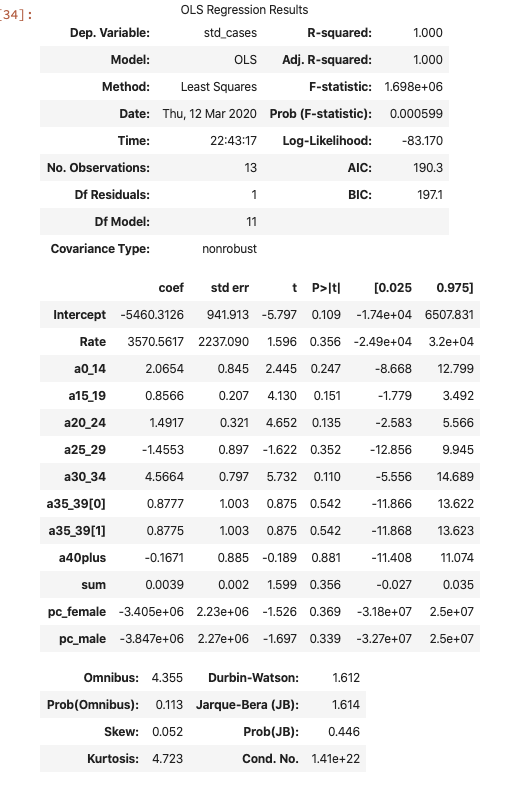 [34]:
OLS Regression Results
Dep. Variable: std_cases R-squared: 1.000
Model: OLS Adj. R-squared: 1.000
Method: Least Squares F-statistic: 1.698e+06
Date: Thu, 12 Mar 2020 Prob (F-statistic): 0.000599
Time: 22:43:17 Log-Likelihood: -83.170
No. Observations: 13 AIC: 190.3
Df Residuals: 1 BIC: 197.1
Df Model: 11
Covariance Type: nonrobust
coef std err t P>|t| [0.025 0.975]
Intercept -5460.3126 941.913 -5.797 0.109 -1.74e+04 6507.831
Rate 3570.5617 2237.090 1.596 0.356 -2.49e+04 3.2e+04
a0_14 2.0654 0.845 2.445 0.247 -8.668 12.799
a15_19 0.8566 0.207 4.130 0.151 -1.779 3.492
a20_24 1.4917 0.321 4.652 0.135 -2.583 5.566
a25_29 -1.4553 0.897 -1.622 0.352 -12.856 9.945
a30_34 4.5664 0.797 5.732 0.110 -5.556 14.689
a35_39[0] 0.8777 1.003 0.875 0.542 -11.866 13.622
a35_39[1] 0.8775 1.003 0.875 0.542 -11.868 13.623
a40plus -0.1671 0.885 -0.189 0.881 -11.408 11.074
sum 0.0039 0.002 1.599 0.356 -0.027 0.035
pc_female -3.405e+06 2.23e+06 -1.526 0.369 -3.18e+07 2.5e+07
pc_male -3.847e+06 2.27e+06 -1.697 0.339 -3.27e+07 2.5e+07
Omnibus: 4.355 Durbin-Watson: 1.612
Prob(Omnibus): 0.113 Jarque-Bera (JB): 1.614
Skew: 0.052 Prob(JB): 0.446
Kurtosis: 4.723 Cond. No. 1.41e+22